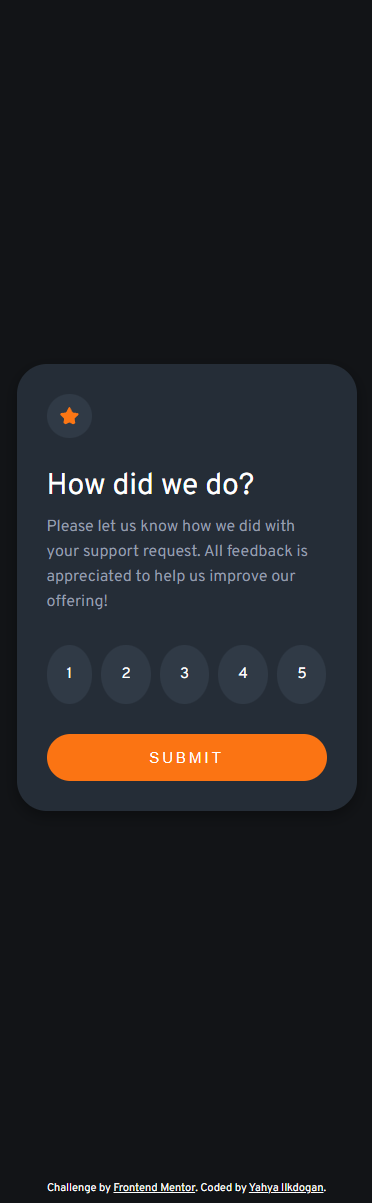 How did we do?
Please let us know how we did with
your support request. All feedback is
appreciated to help us improve our
offering!
1 2 3 4 5
SUBMIT
Challenge by Frontend Mentor. Coded by Yahya Ilkdogan.